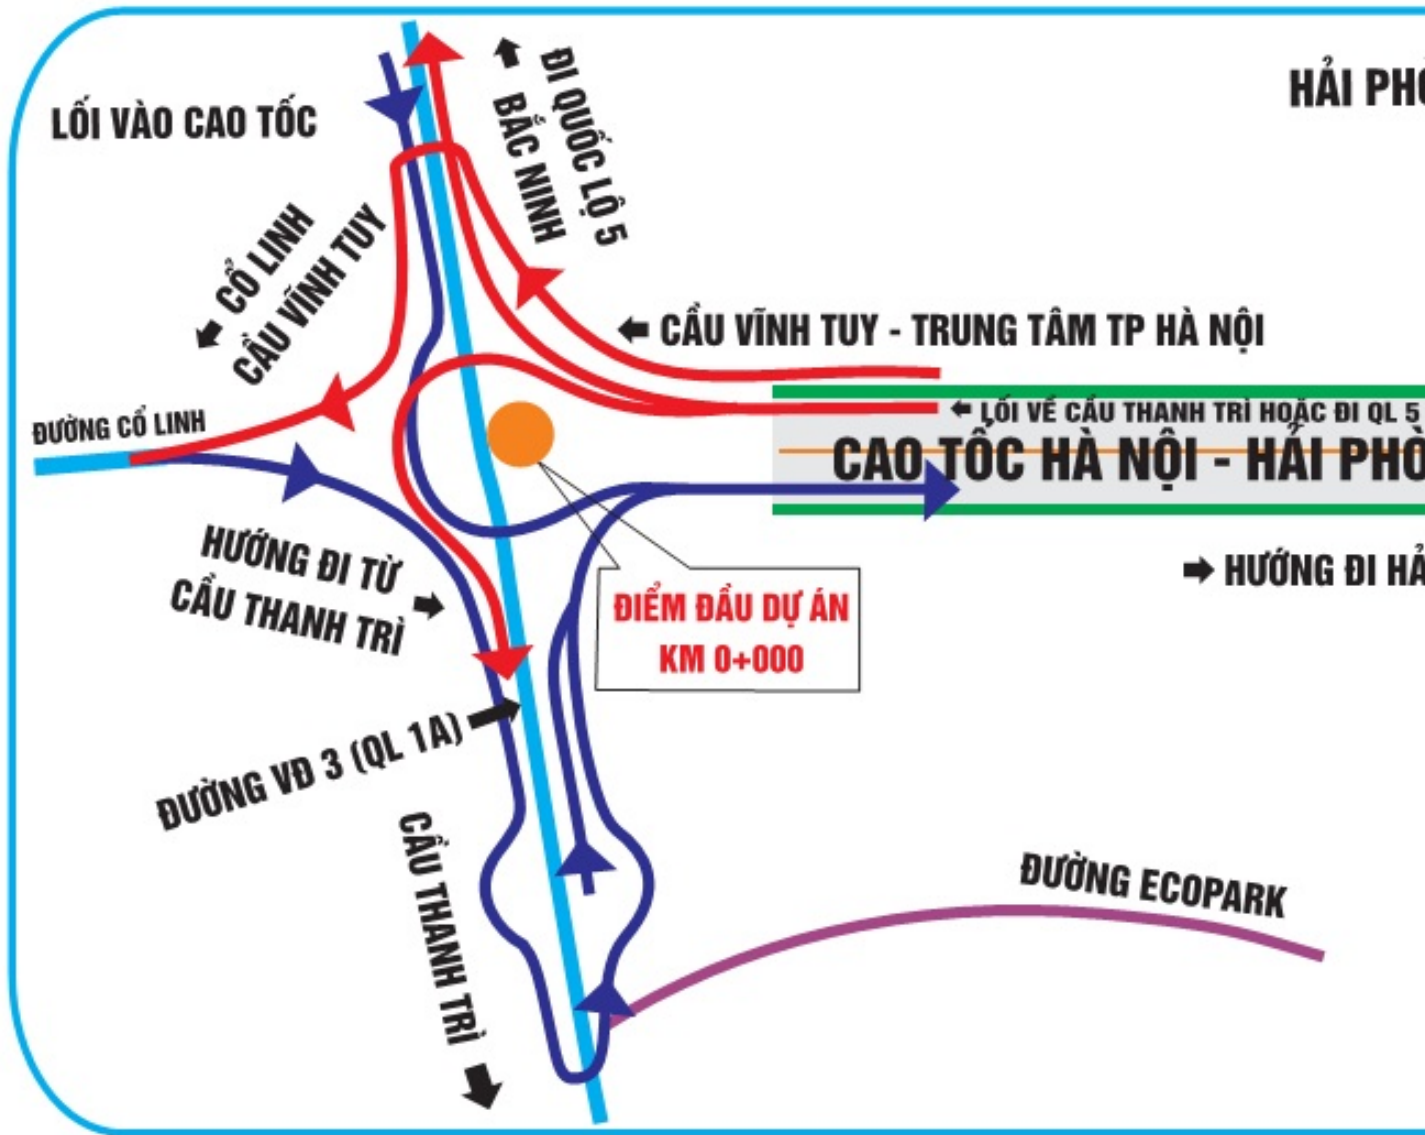 LỐI VÀO CAO TỐC
ĐI QUỐC LỘ 5
BẮC NINH
CỔ LINH
CẦU VĨNH TUY
CẦU VĨNH TUY - TRUNG TÂM TP HÀ NỘI
ĐƯỜNG CỔ LINH
LỐI VỀ CẦU THANH TRÌ HOẶC ĐI QL 5
CAO TỐC HÀ NỘI - HẢI
HƯỚNG ĐI TỪ
CẦU THANH TRÌ
HƯỚNG ĐI
ĐIỂM ĐẦU DỰ ÁN
KM 0+000
ĐƯỜNG VĐ 3 (QL 1A)
CẦU THANH TRÌ
ĐƯỜNG ECOPARK
HẢI